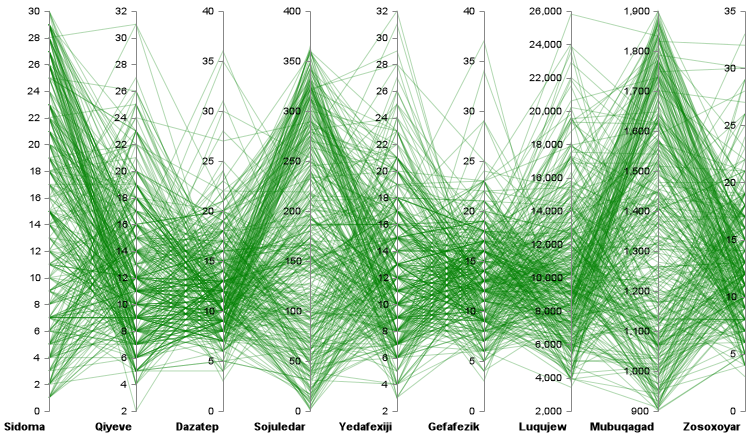 30 28 26 24 22 20 18 16 14 12 10 8 6 4 2 0
32 30 28 26 24 22 20 18 16 14 12 10 8 6 4 2
40 35 30 25 20 15 10 5 0
400 350 300 250 200 150 100 50 0
32 30 28 26 24 22 20 18 16 14 12 10 8 6 4 2
40 35 30 25 20 15 10 5 0
26,000 24,000 22,000 20,000 18,000 16,000 14,000 12,000 10,000 8,000 6,000 4,000 2,000
1,900 1,800 1,700 1,600 1,500 1,400 1,300 1,200 1,100 1,000 900
35 30 25 20 15 10 5 0
Sidoma Qiyeve Dazatep Sojuledar Yedafexiji Gefafezik Luqujew Mubuqagad Zosoxoyar